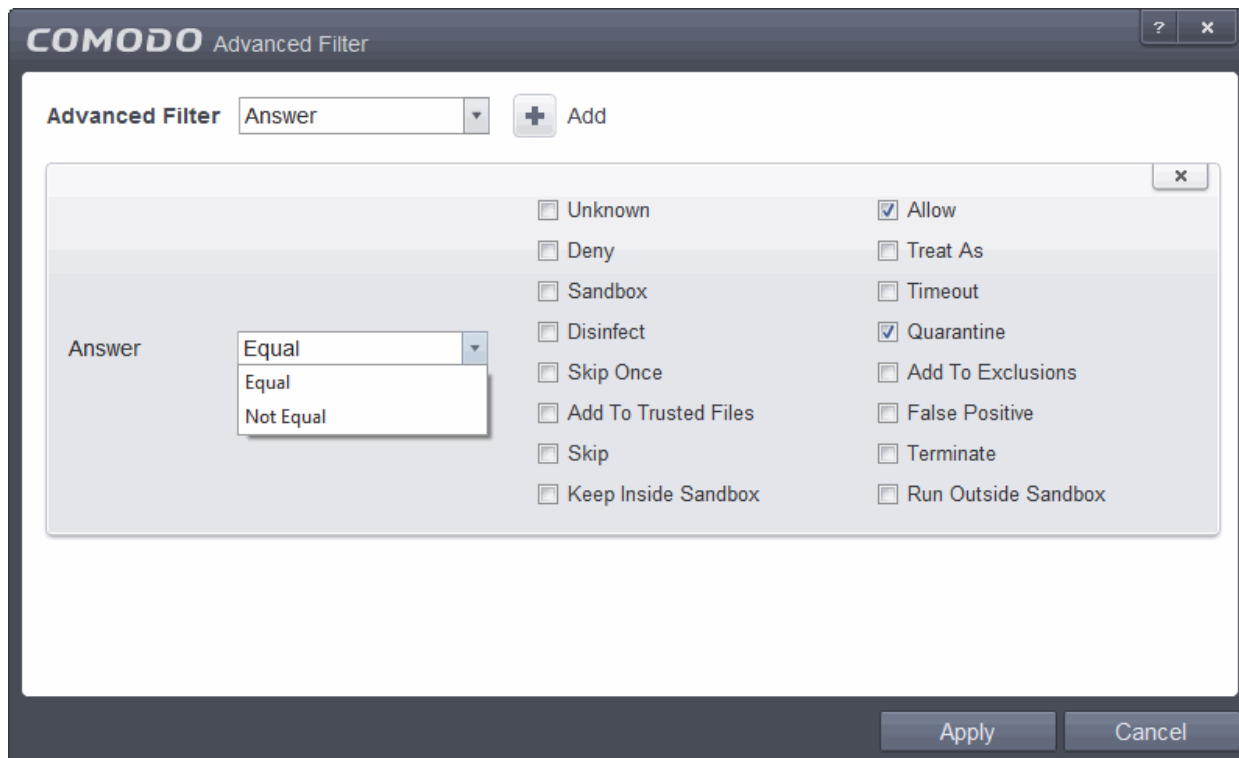 COMODO Advanced Filter
?
x
Advanced Filter
Answer
+
Add
x
Unknown
Allow
Deny
Treat As
Sandbox
Timeout
Answer
Equal
Equal
Not Equal
Disinfect
Quarantine
Skip Once
Add To Exclusions
Add To Trusted Files
False Positive
Skip
Terminate
Keep Inside Sandbox
Run Outside Sandbox
Apply
Cancel